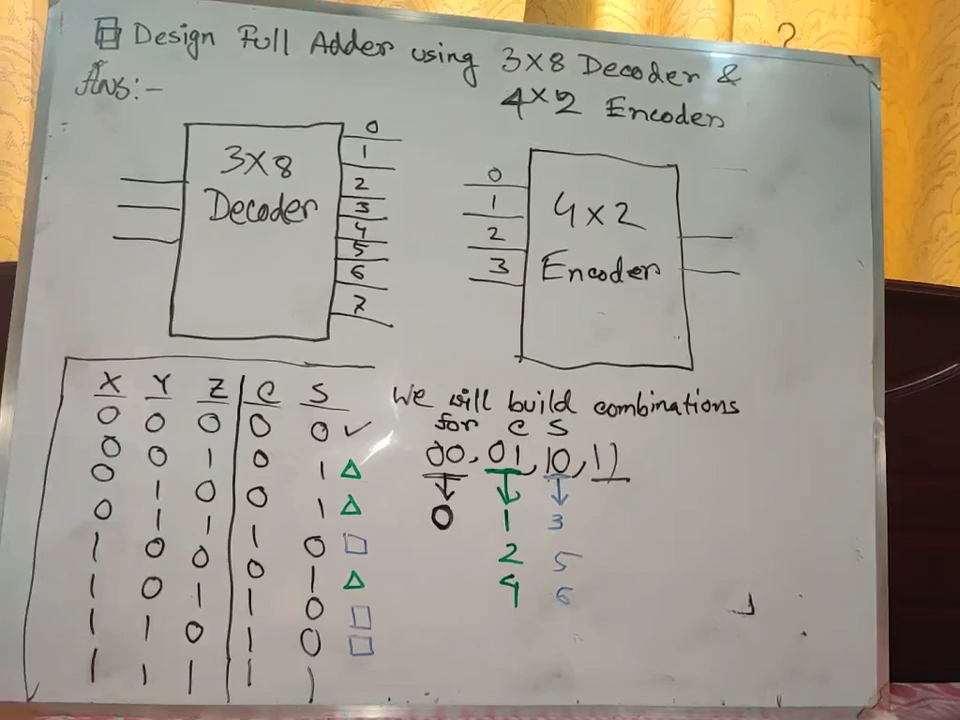 Design Full Adder using 3X8 Decoder &
4X2 Encoder
Ans:-
3X8
Decoder
0
1
2
3
4
5
6
7
0
1
2
3
4X2
Encoder
X Y Z C S
0 0 0 0 0 ✓
0 0 1 0 1 △
0 1 0 0 1 △
0 1 1 1 0 □
1 0 0 0 1 △
1 0 1 1 0 □
1 1 0 1 0 □
1 1 1 1 1
We will build combinations
for C S
00, 01, 10, 11
0 1 3
2 5
4 6